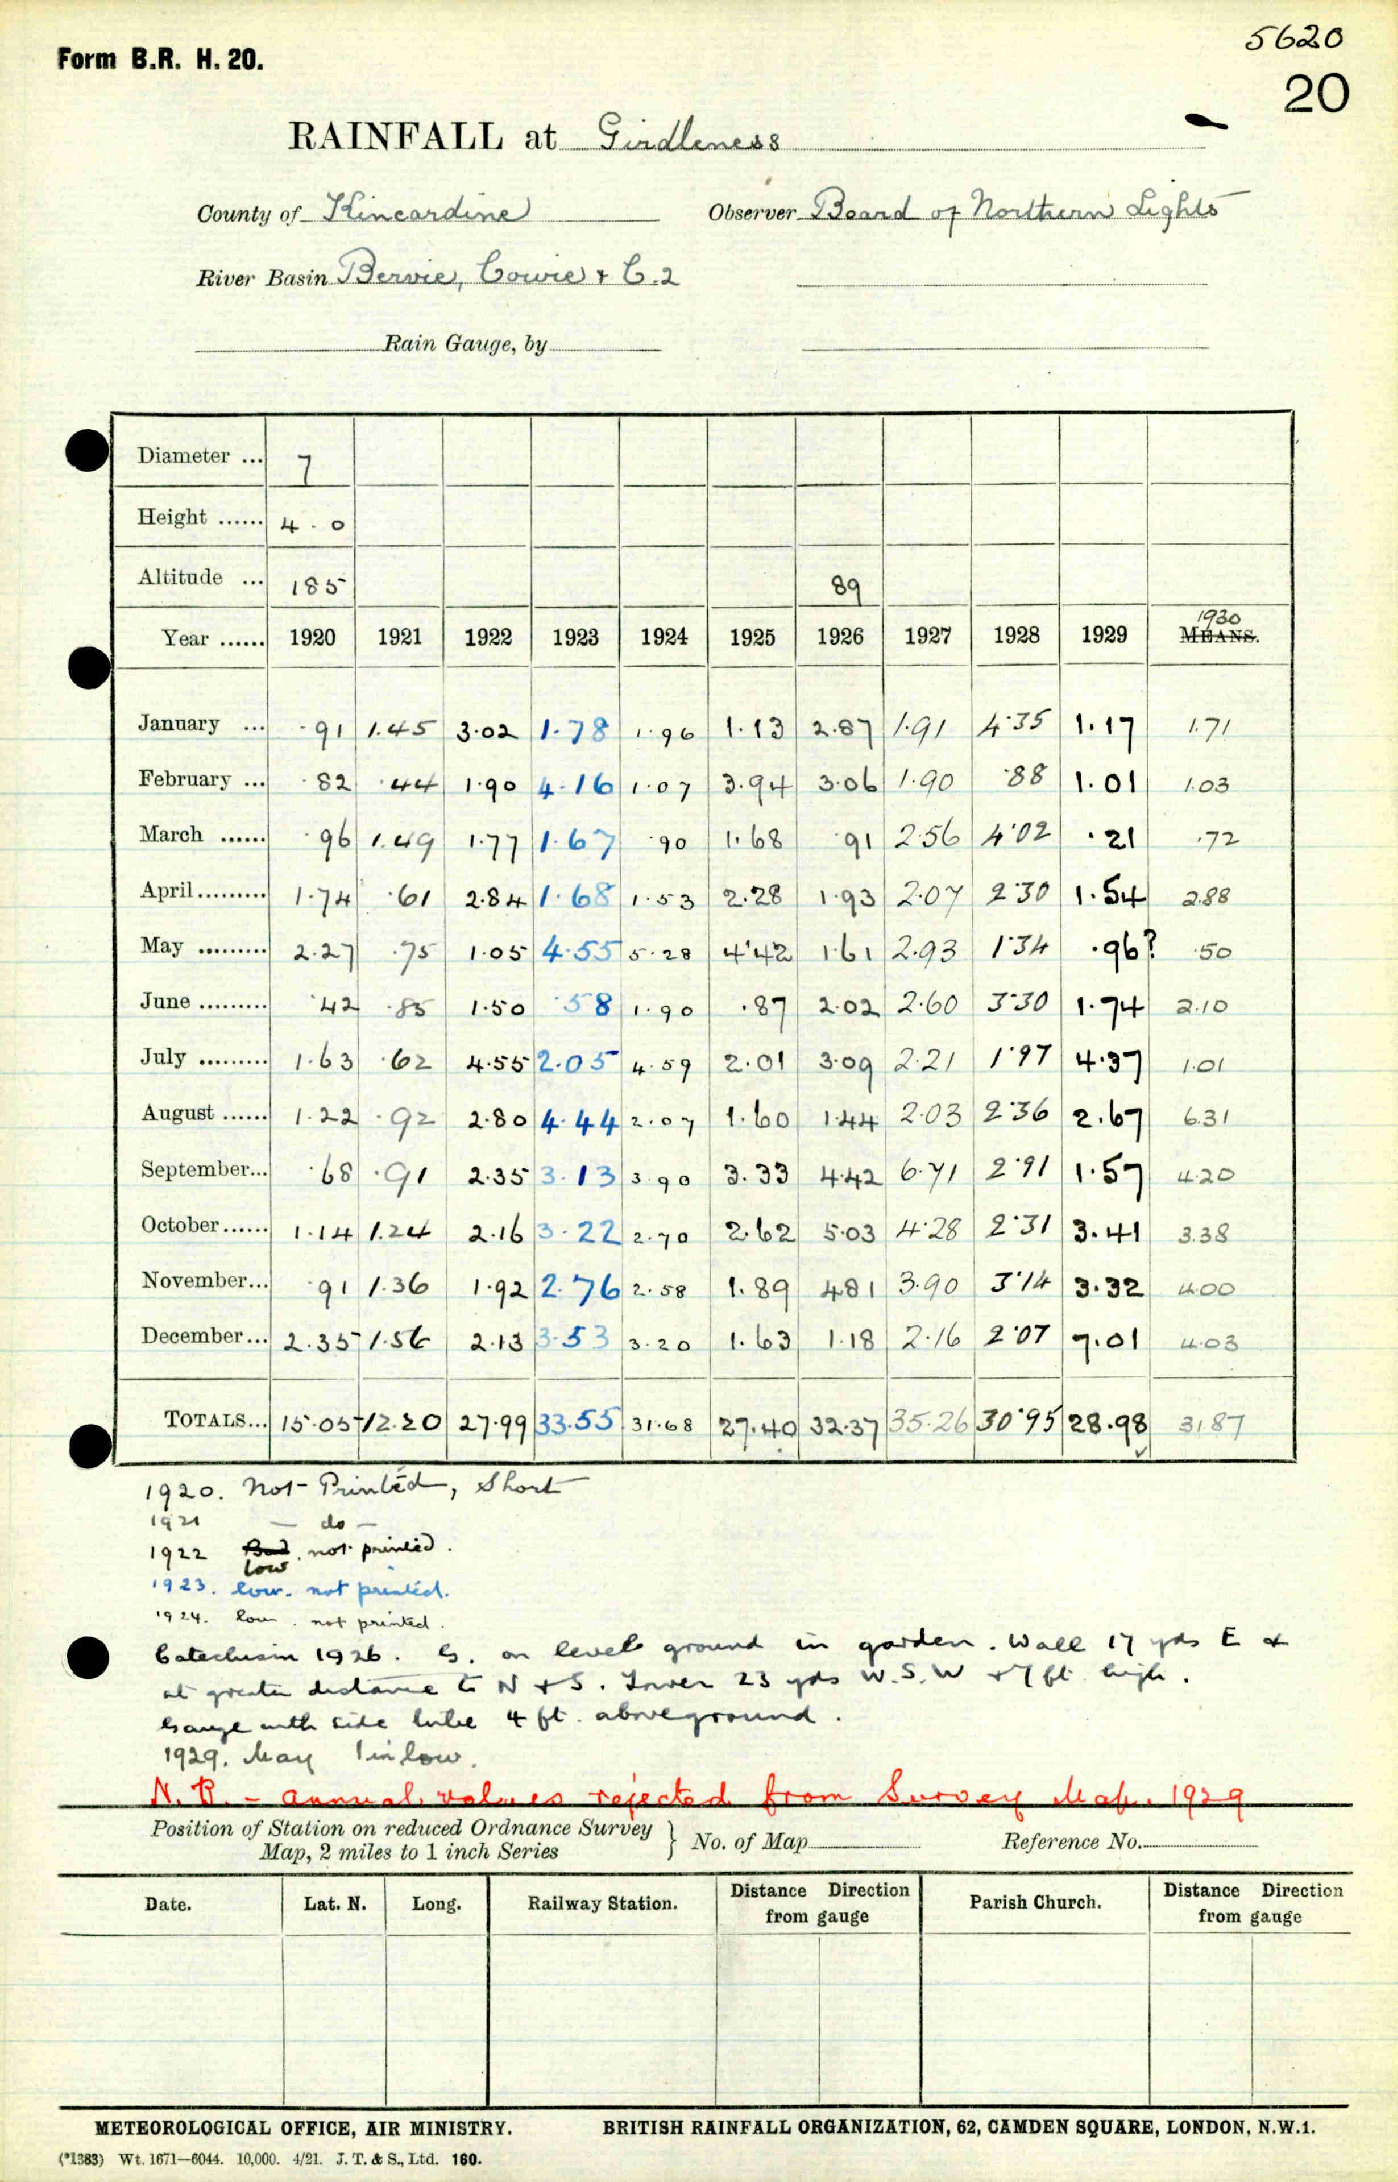 5620
Form B.R. H. 20.
20
RAINFALL at Girdleness
County of Kincardine Observer Board of Northern Lights
River Basin Bervie, Cowie & C.2
Rain Gauge, by
Diameter ... 7
Height ...... 4 . 0
Altitude ... 185 89
1930
Year ...... 1920 1921 1922 1923 1924 1925 1926 1927 1928 1929 MEANS.
January ... .91 1.45 3.02 1.78 1.96 1.13 2.87 1.91 4.35 1.17 1.71
February ... .82 .44 1.90 4.16 1.07 3.94 3.06 1.90 .88 1.01 1.03
March ...... .96 1.49 1.77 1.67 .90 1.68 .91 2.56 4.02 .21 .72
April......... 1.74 .61 2.84 1.68 1.53 2.28 1.93 2.07 2.30 1.54 2.88
May ......... 2.27 .75 1.05 4.55 5.28 4.42 1.61 2.93 1.34 .96? .50
June ......... .42 .85 1.50 .58 1.90 .87 2.02 2.60 3.30 1.74 2.10
July ......... 1.63 .62 4.55 2.05 4.59 2.01 3.09 2.21 1.97 4.37 1.01
August ...... 1.22 .92 2.80 4.44 2.07 1.60 1.44 2.03 2.36 2.67 6.31
September... .68 .91 2.35 3.13 3.90 3.33 4.42 6.71 2.91 1.57 4.20
October...... 1.14 1.24 2.16 3.22 2.70 2.62 5.03 4.28 2.31 3.41 3.38
November... .91 1.36 1.92 2.76 2.58 1.89 4.81 3.90 3.14 3.32 4.00
December... 2.35 1.56 2.13 3.53 3.20 1.63 1.18 2.16 2.07 7.01 4.03
TOTALS... 15.05 12.20 27.99 33.55 31.68 27.40 32.37 35.26 30.95 28.98 31.87
1920. Not Printed, Short
1921 — do —
1922 Bad. not printed.
low
1923. low. not printed.
1924. low. not printed.
Catechism 1926. G. on level ground in garden. Wall 17 yds E &
at greater distance to N & S. Tower 23 yds W.S.W & 7 ft high.
Gauge with side tube 4 ft. above ground.
1929. May 1 in low.
N.B. - annual values rejected from Survey Map. 1929
Position of Station on reduced Ordnance Survey
Map, 2 miles to 1 inch Series } No. of Map Reference No.
Date. Lat. N. Long. Railway Station. Distance from gauge Direction Parish Church. Distance from gauge Direction
METEOROLOGICAL OFFICE, AIR MINISTRY. BRITISH RAINFALL ORGANIZATION, 62, CAMDEN SQUARE, LONDON, N.W.1.
(*1383) Wt. 1671—6044. 10,000. 4/21. J. T. & S., Ltd. 160.